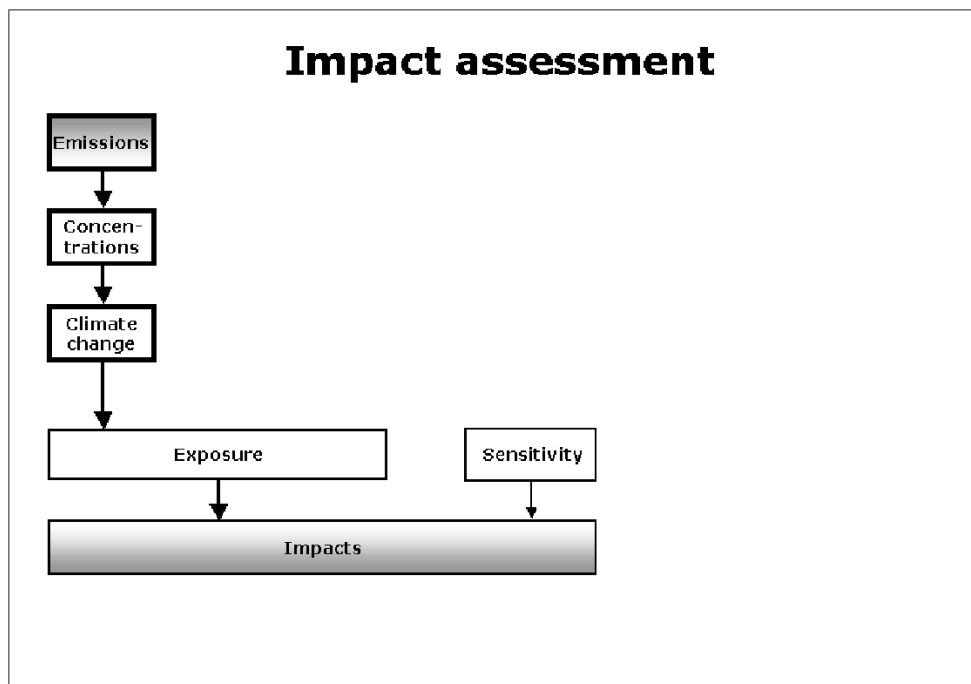 Impact assessment
Emissions
Concen-
trations
Climate
change
Exposure
Sensitivity
Impacts